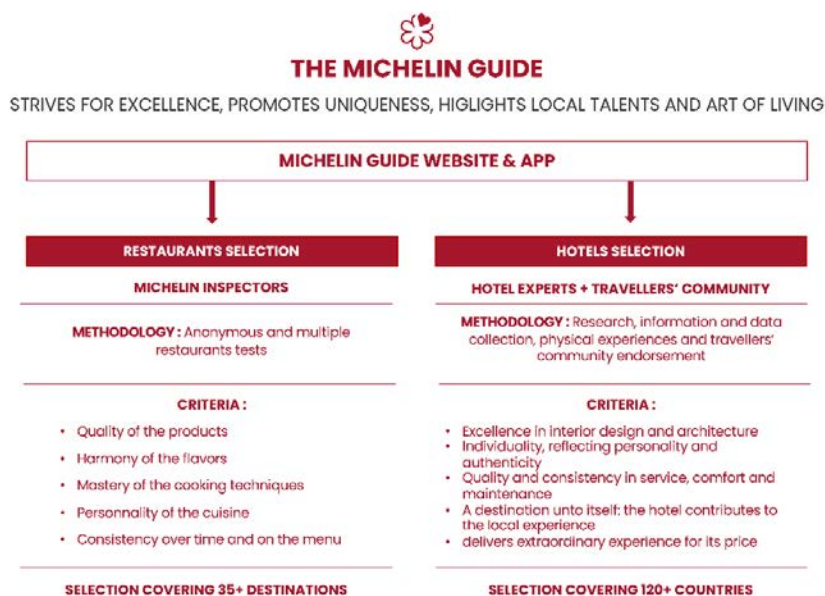 THE MICHELIN GUIDE
STRIVES FOR EXCELLENCE, PROMOTES UNIQUENESS, HIGLIGHTS LOCAL TALENTS AND ART OF LIVING
MICHELIN GUIDE WEBSITE & APP
RESTAURANTS SELECTION
MICHELIN INSPECTORS
METHODOLOGY : Anonymous and multiple
restaurants tests
CRITERIA :
• Quality of the products
• Harmony of the flavors
• Mastery of the cooking techniques
• Personnality of the cuisine
• Consistency over time and on the menu
SELECTION COVERING 35+ DESTINATIONS
HOTELS SELECTION
HOTEL EXPERTS + TRAVELLERS' COMMUNITY
METHODOLOGY : Research, information and data
collection, physical experiences and travellers'
community endorsement
CRITERIA :
• Excellence in interior design and architecture
• Individuality, reflecting personality and
authenticity
• Quality and consistency in service, comfort and
maintenance
• A destination unto itself: the hotel contributes to
the local experience
• delivers extraordinary experience for its price
SELECTION COVERING 120+ COUNTRIES